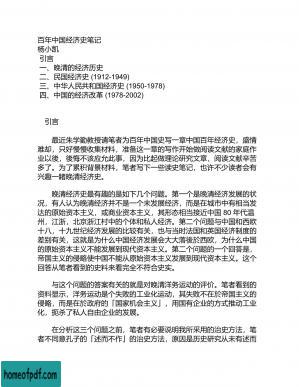 百年中国经济史笔记
杨小凯
引言
一、晚清的经济历史
二、民国经济史 (1912-1949)
三、中华人民共和国经济史 (1950-1978)
四、中国的经济改革 (1978-2002)
引言
最近朱学勤教授请笔者为百年中国史写一章中国百年经济史，盛情
难却，只好慢慢收集材料，准备这一章的写作开始做阅读文献的家庭作
业以後，後悔不该应允此事，因为比起做理论研究文章，阅读文献辛苦
多了。为了累积背景材料，笔者写下一些读史笔记，也许不少读者会有
兴趣一睹晚清经济史。
晚清经济史最有趣的是如下几个问题。第一个是晚清经济发展的状
况，有人认为晚清经济并不是一个未发展经济，而是在城市中有相当发
达的原始资本主义，或商业资本主义，其形态相当接近中国 80 年代温
州，江浙，北京浙江村的个体和私人经济。第二个问题是中国和西欧
十八，十九世纪经济发展的比较有关，也与当时法国和英国经济制度的
差别有关，这就是为什么中国经济发展会大大落後於西欧，为什么中国
的原始资本主义不能发展到现代资本主义。第二个问题的一个回答是，
帝国主义的侵略使中国不能从原始资本主义发展到现代资本主义。这个
回答从笔者看到的史料未看完全不符合史实。
与这个问题的答案有关的就是对晚清洋务运动的评价。笔者看到的
资料显示，洋务运动是个失败的工业化运动，其失败不在於帝国主义的
侵略，而是在於政府的「国家机会主义」，用国有企业的方式推动工业
化，扼杀了私人自由企业的发展。
在分析这三个问题之前，笔者有必要说明我所采用的治史方法，笔
者不同意孔子的「述而不作」的治史方法，原因是历史研究从未有述而
homeofpdf.com
homeofpdf.com